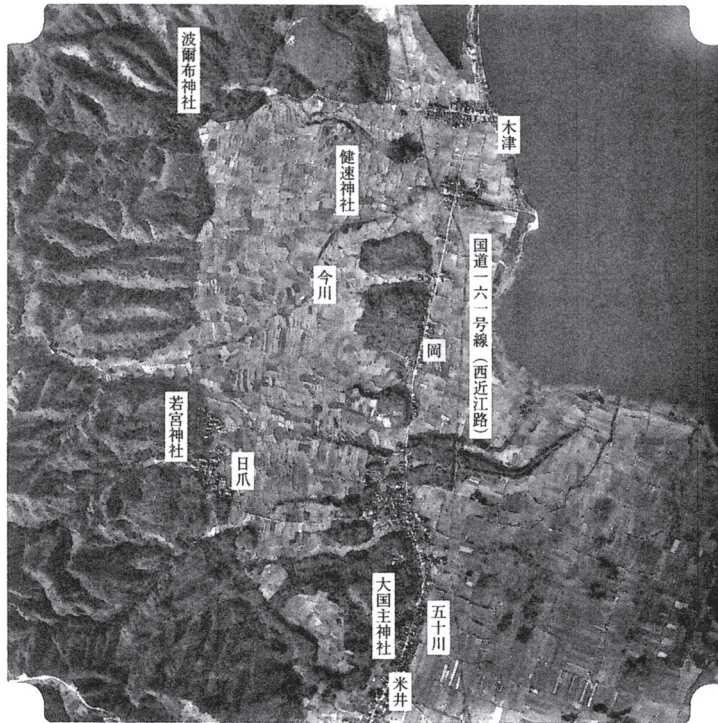 木津
国道一六一号線（西近江路）
岡
五十川
米井
大国主神社
健速神社
今川
日爪
若宮神社
波爾布神社